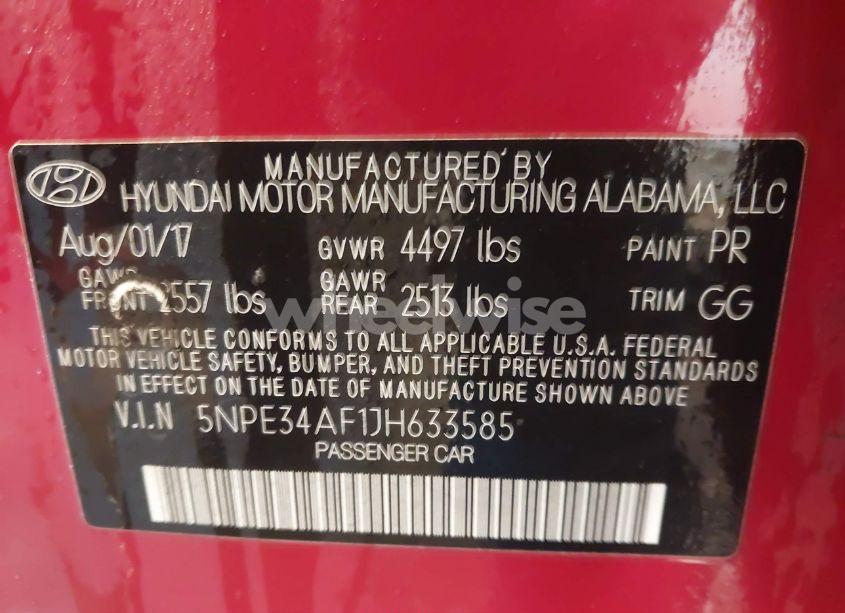 MANUFACTURED BY
HYUNDAI MOTOR MANUFACTURING ALABAMA, LLC
Aug/01/17 GVWR 4497 lbs PAINT PR
GAWR FRONT 2557 lbs GAWR REAR 2513 lbs TRIM GG
THIS VEHICLE CONFORMS TO ALL APPLICABLE U.S.A. FEDERAL
MOTOR VEHICLE SAFETY, BUMPER, AND THEFT PREVENTION STANDARDS
IN EFFECT ON THE DATE OF MANUFACTURE SHOWN ABOVE
V.I.N 5NPE34AF1JH633585
PASSENGER CAR
wheelwise